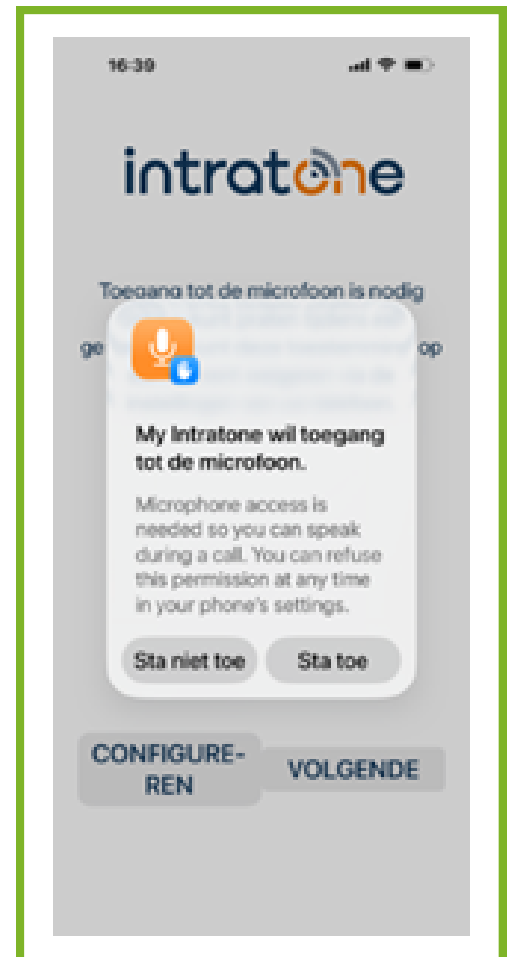 16:39
intratone
Toegang tot de microfoon is nodig
ge
op
My Intratone wil toegang
tot de microfoon.
Microphone access is
needed so you can speak
during a call. You can refuse
this permission at any time
in your phone's settings.
Sta niet toe Sta toe
CONFIGURE-
REN
VOLGENDE